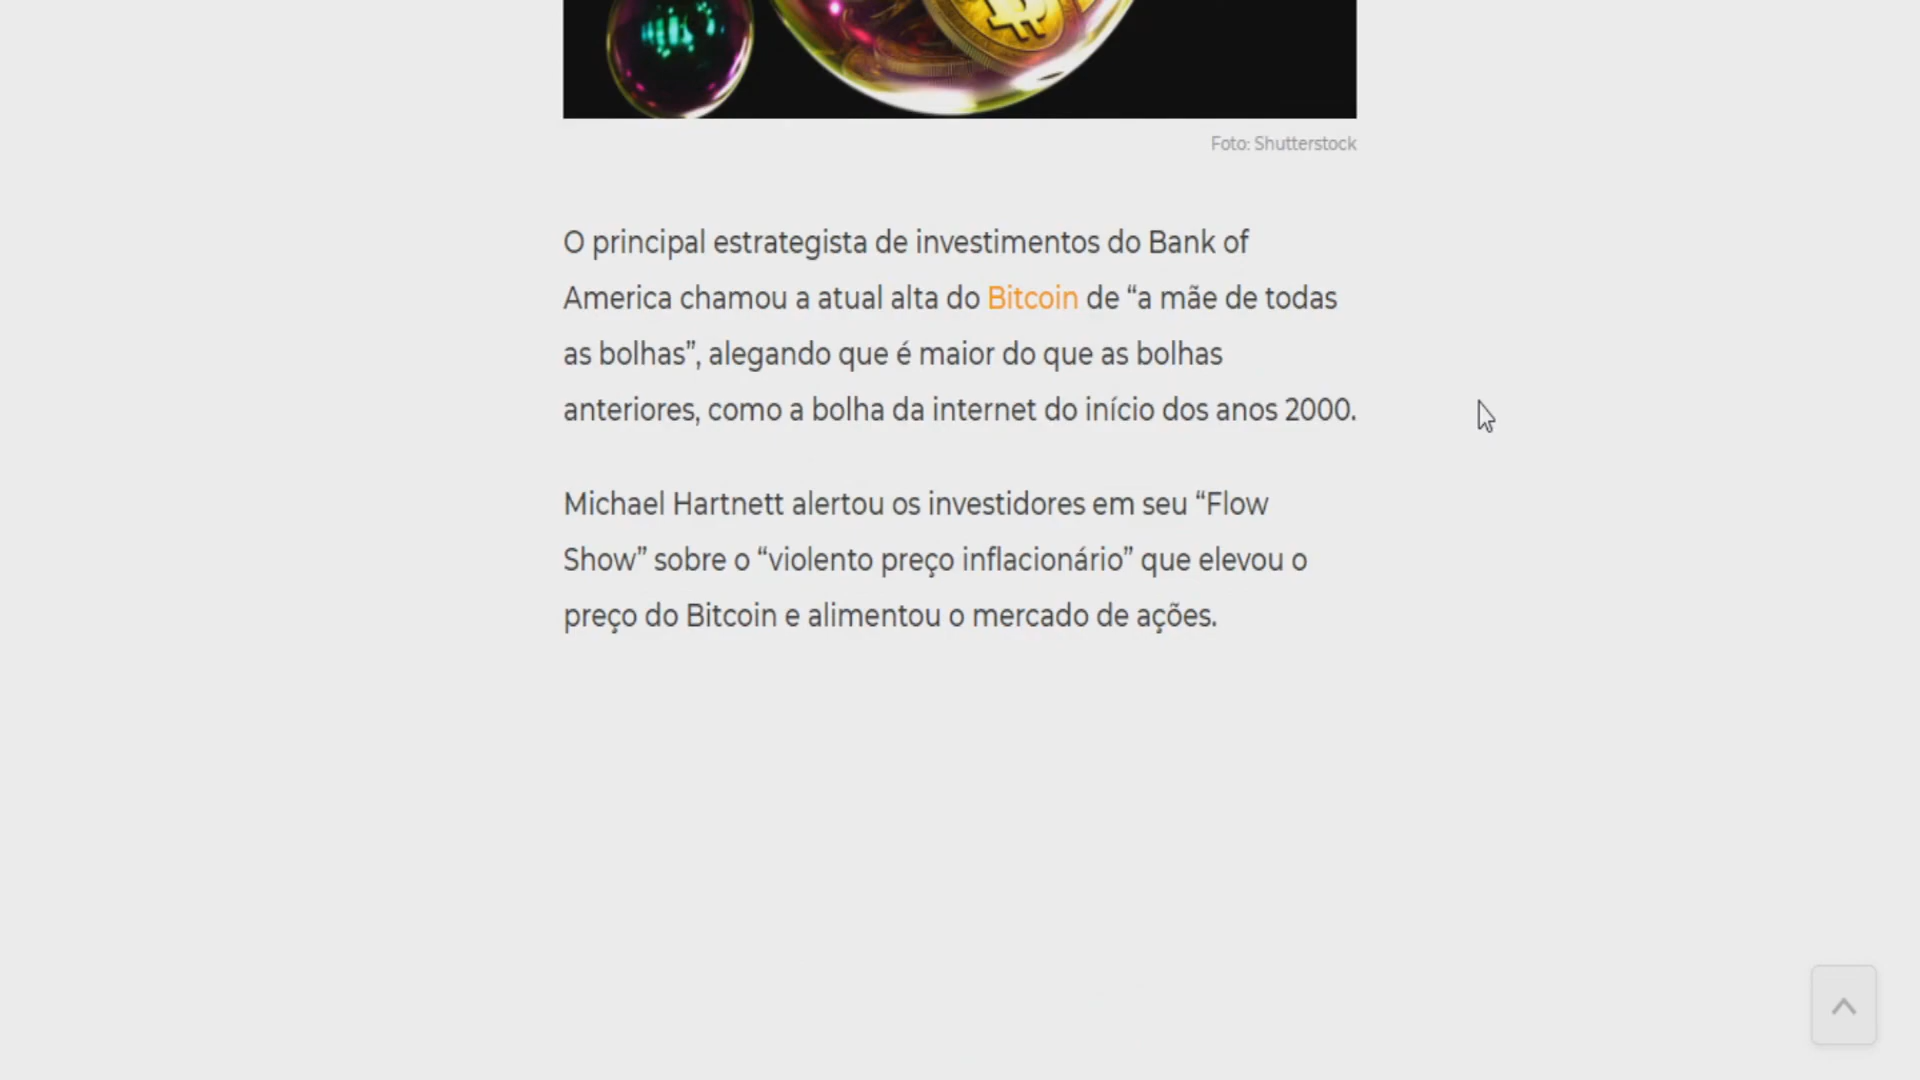 Foto: Shutterstock
O principal estrategista de investimentos do Bank of
America chamou a atual alta do Bitcoin de “a mãe de todas
as bolhas”, alegando que é maior do que as bolhas
anteriores, como a bolha da internet do início dos anos 2000.
Michael Hartnett alertou os investidores em seu “Flow
Show” sobre o “violento preço inflacionário” que elevou o
preço do Bitcoin e alimentou o mercado de ações.